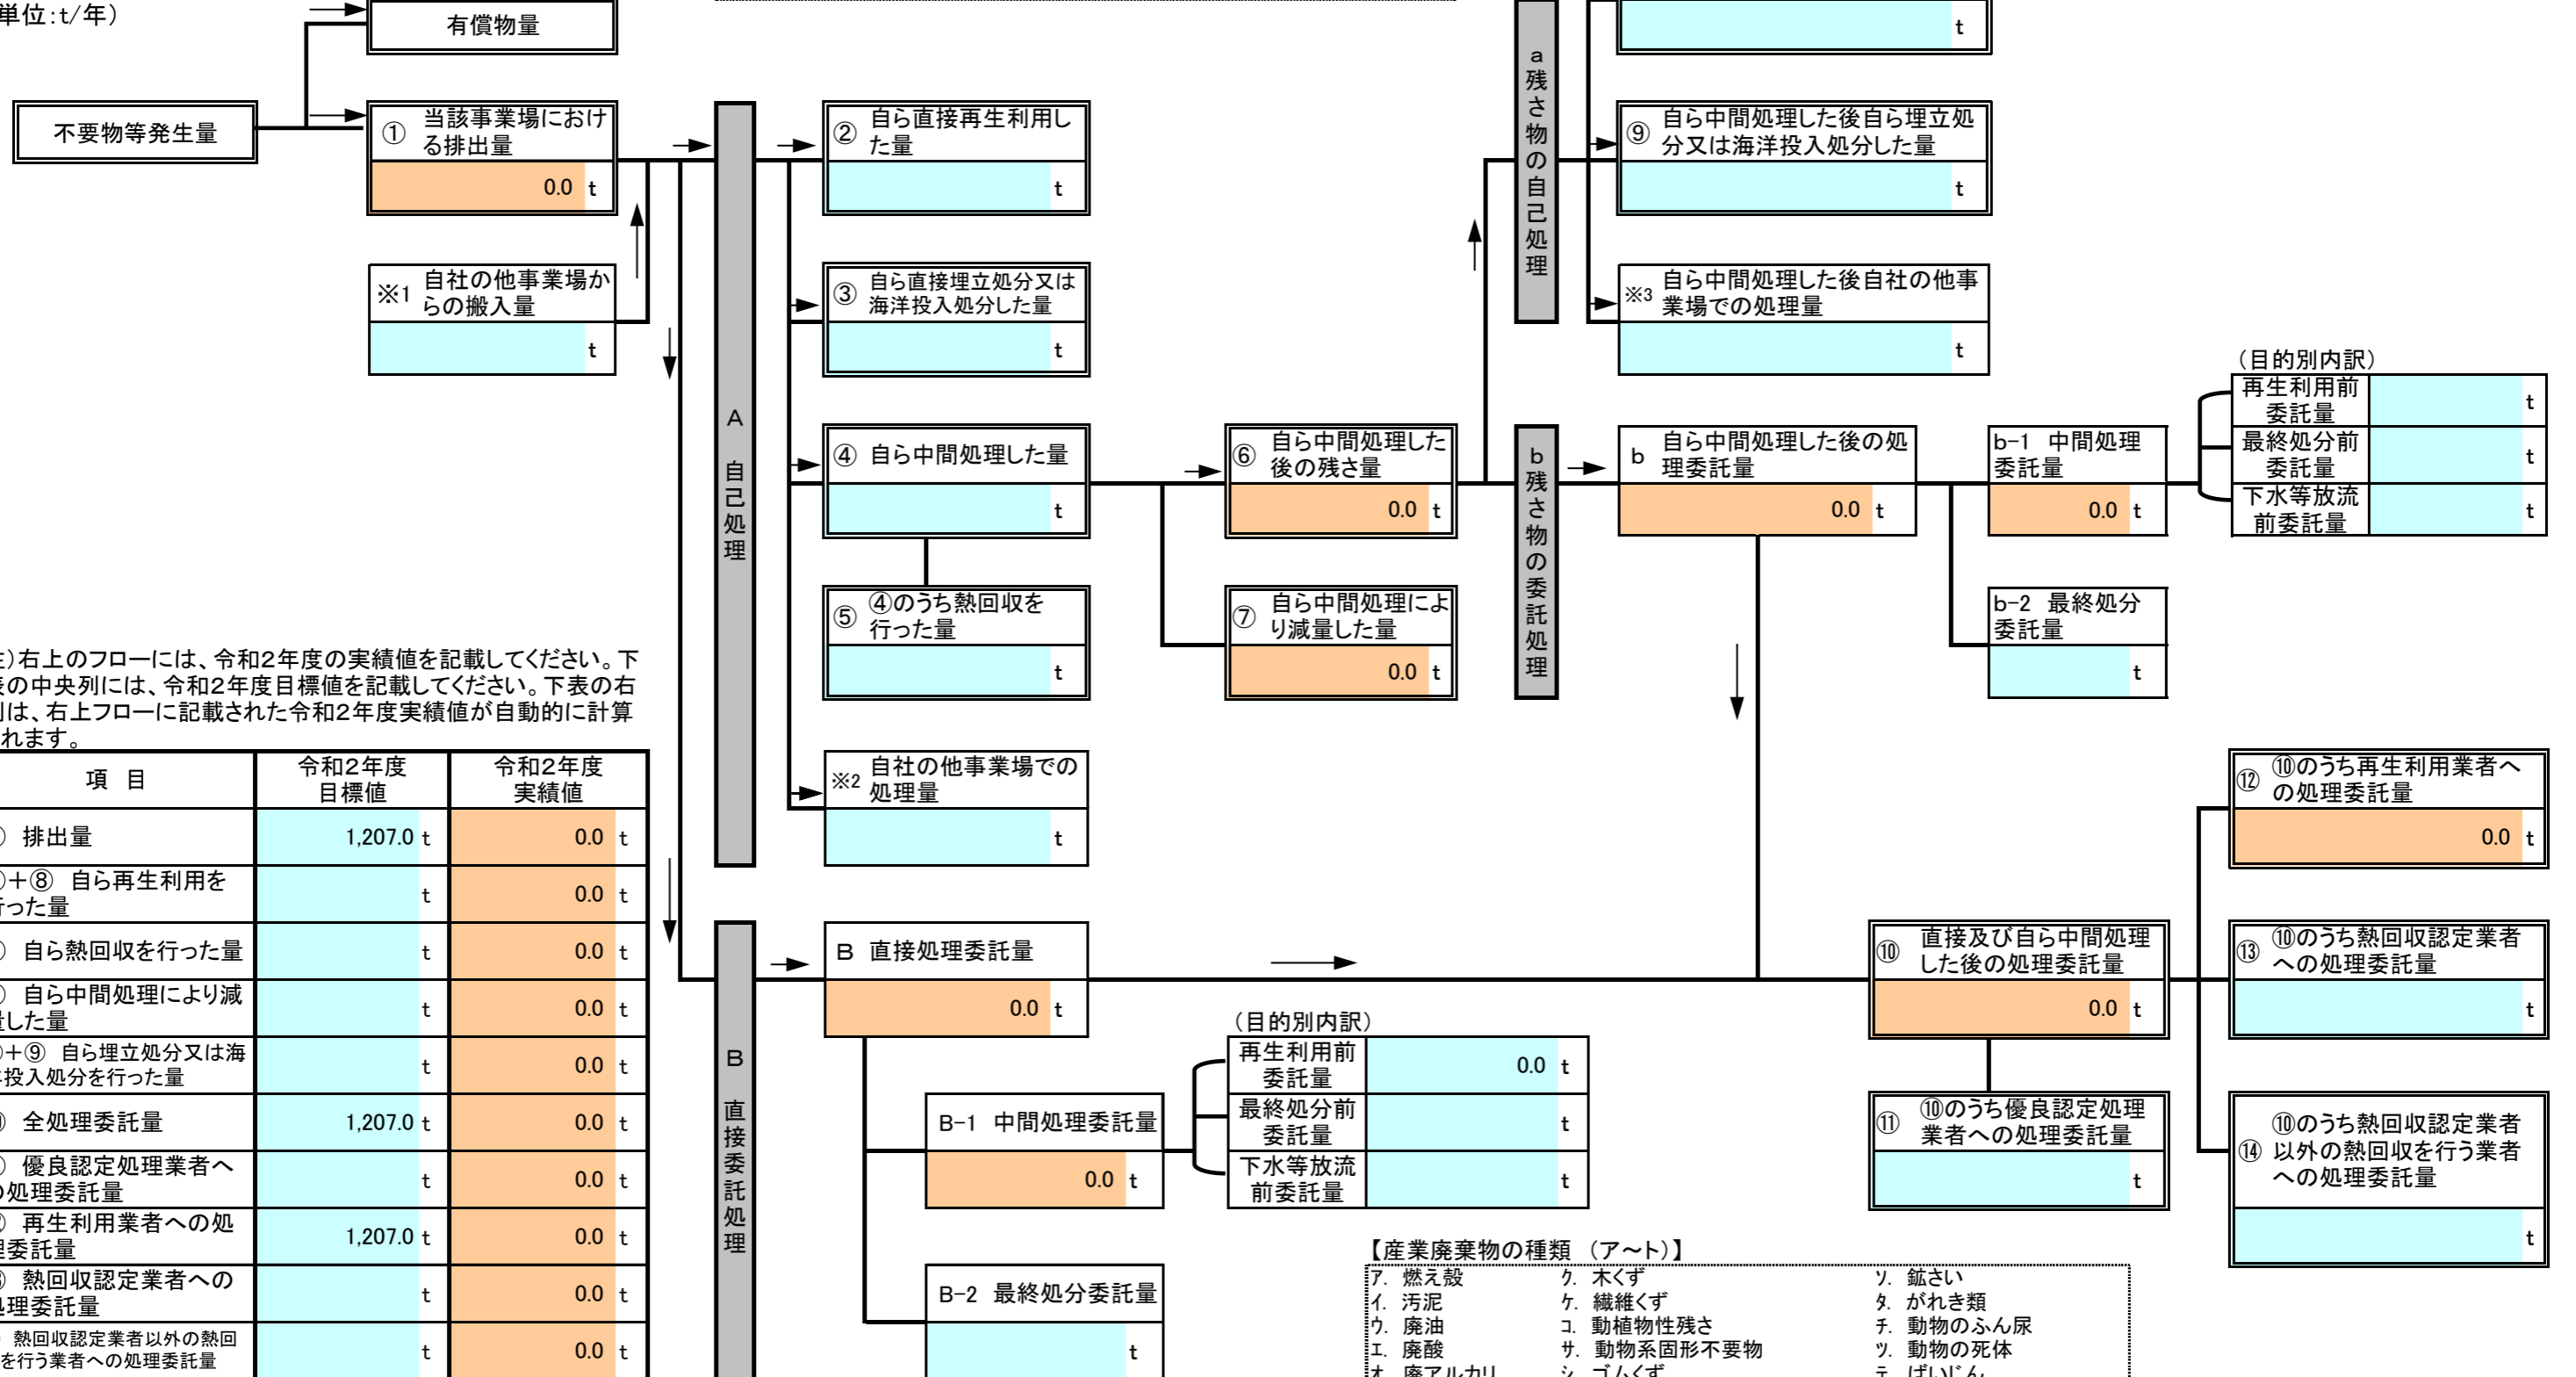 単位:t/年)
有償物量
t
不要物等発生量
① 当該事業場におけ
る排出量
0.0 t
② 自ら直接再生利用し
た量
t
a
残さ物の自己処理
⑨ 自ら中間処理した後自ら埋立処
分又は海洋投入処分した量
t
※1 自社の他事業場か
らの搬入量
t
③ 自ら直接埋立処分又は
海洋投入処分した量
t
※3 自ら中間処理した後自社の他事
業場での処理量
t
A 自己処理
④ 自ら中間処理した量
t
⑥ 自ら中間処理した
後の残さ量
0.0 t
b
残さ物の委託処理
b 自ら中間処理した後の処
理委託量
0.0 t
b-1 中間処理
委託量
0.0 t
(目的別内訳)
再生利用前
委託量
t
最終処分前
委託量
t
下水等放流
前委託量
t
⑤ ④のうち熱回収を
行った量
t
⑦ 自ら中間処理によ
り減量した量
0.0 t
b-2 最終処分
委託量
t
)右上のフローには、令和2年度の実績値を記載してください。下
の中央列には、令和2年度目標値を記載してください。下表の右
は、右上フローに記載された令和2年度実績値が自動的に計算
れます。
※2 自社の他事業場での
処理量
t
項 目
令和2年度
目標値
令和2年度
実績値
排出量
1,207.0 t
0.0 t
+⑧ 自ら再生利用を
行った量
t
0.0 t
自ら熱回収を行った量
t
0.0 t
自ら中間処理により減
量した量
t
0.0 t
+⑨ 自ら埋立処分又は海
洋投入処分を行った量
t
0.0 t
全処理委託量
1,207.0 t
0.0 t
優良認定処理業者へ
の処理委託量
t
0.0 t
再生利用業者への処
理委託量
1,207.0 t
0.0 t
熱回収認定業者への
処理委託量
t
0.0 t
熱回収認定業者以外の熱回
を行う業者への処理委託量
t
0.0 t
B 直接委託処理
B 直接処理委託量
0.0 t
B-1 中間処理委託量
0.0 t
(目的別内訳)
再生利用前
委託量
0.0 t
最終処分前
委託量
t
下水等放流
前委託量
t
B-2 最終処分委託量
t
⑩ 直接及び自ら中間処理
した後の処理委託量
0.0 t
⑪ ⑩のうち優良認定処理
業者への処理委託量
t
⑫ ⑩のうち再生利用業者へ
の処理委託量
0.0 t
⑬ ⑩のうち熱回収認定業者
への処理委託量
t
⑭ ⑩のうち熱回収認定業者
以外の熱回収を行う業者
への処理委託量
t
【産業廃棄物の種類 (ア~ト)】
ア. 燃え殻 ク. 木くず ソ. 鉱さい
イ. 汚泥 ケ. 繊維くず タ. がれき類
ウ. 廃油 コ. 動植物性残さ チ. 動物のふん尿
エ. 廃酸 サ. 動物系固形不要物 ツ. 動物の死体
オ. 廃アルカリ シ. ゴムくず テ. ばいじん